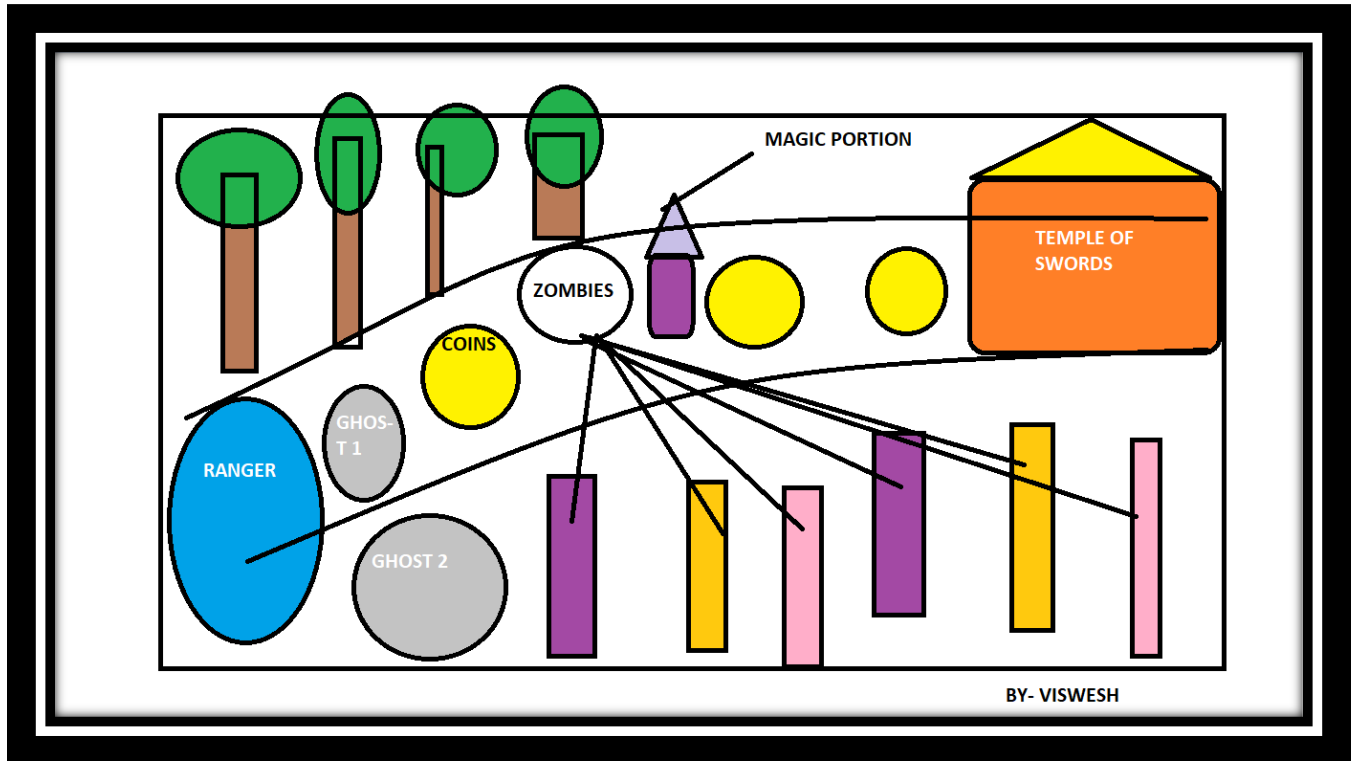 MAGIC PORTION
TEMPLE OF
SWORDS
ZOMBIES
COINS
GHOS-
T 1
RANGER
GHOST 2
BY- VISWESH